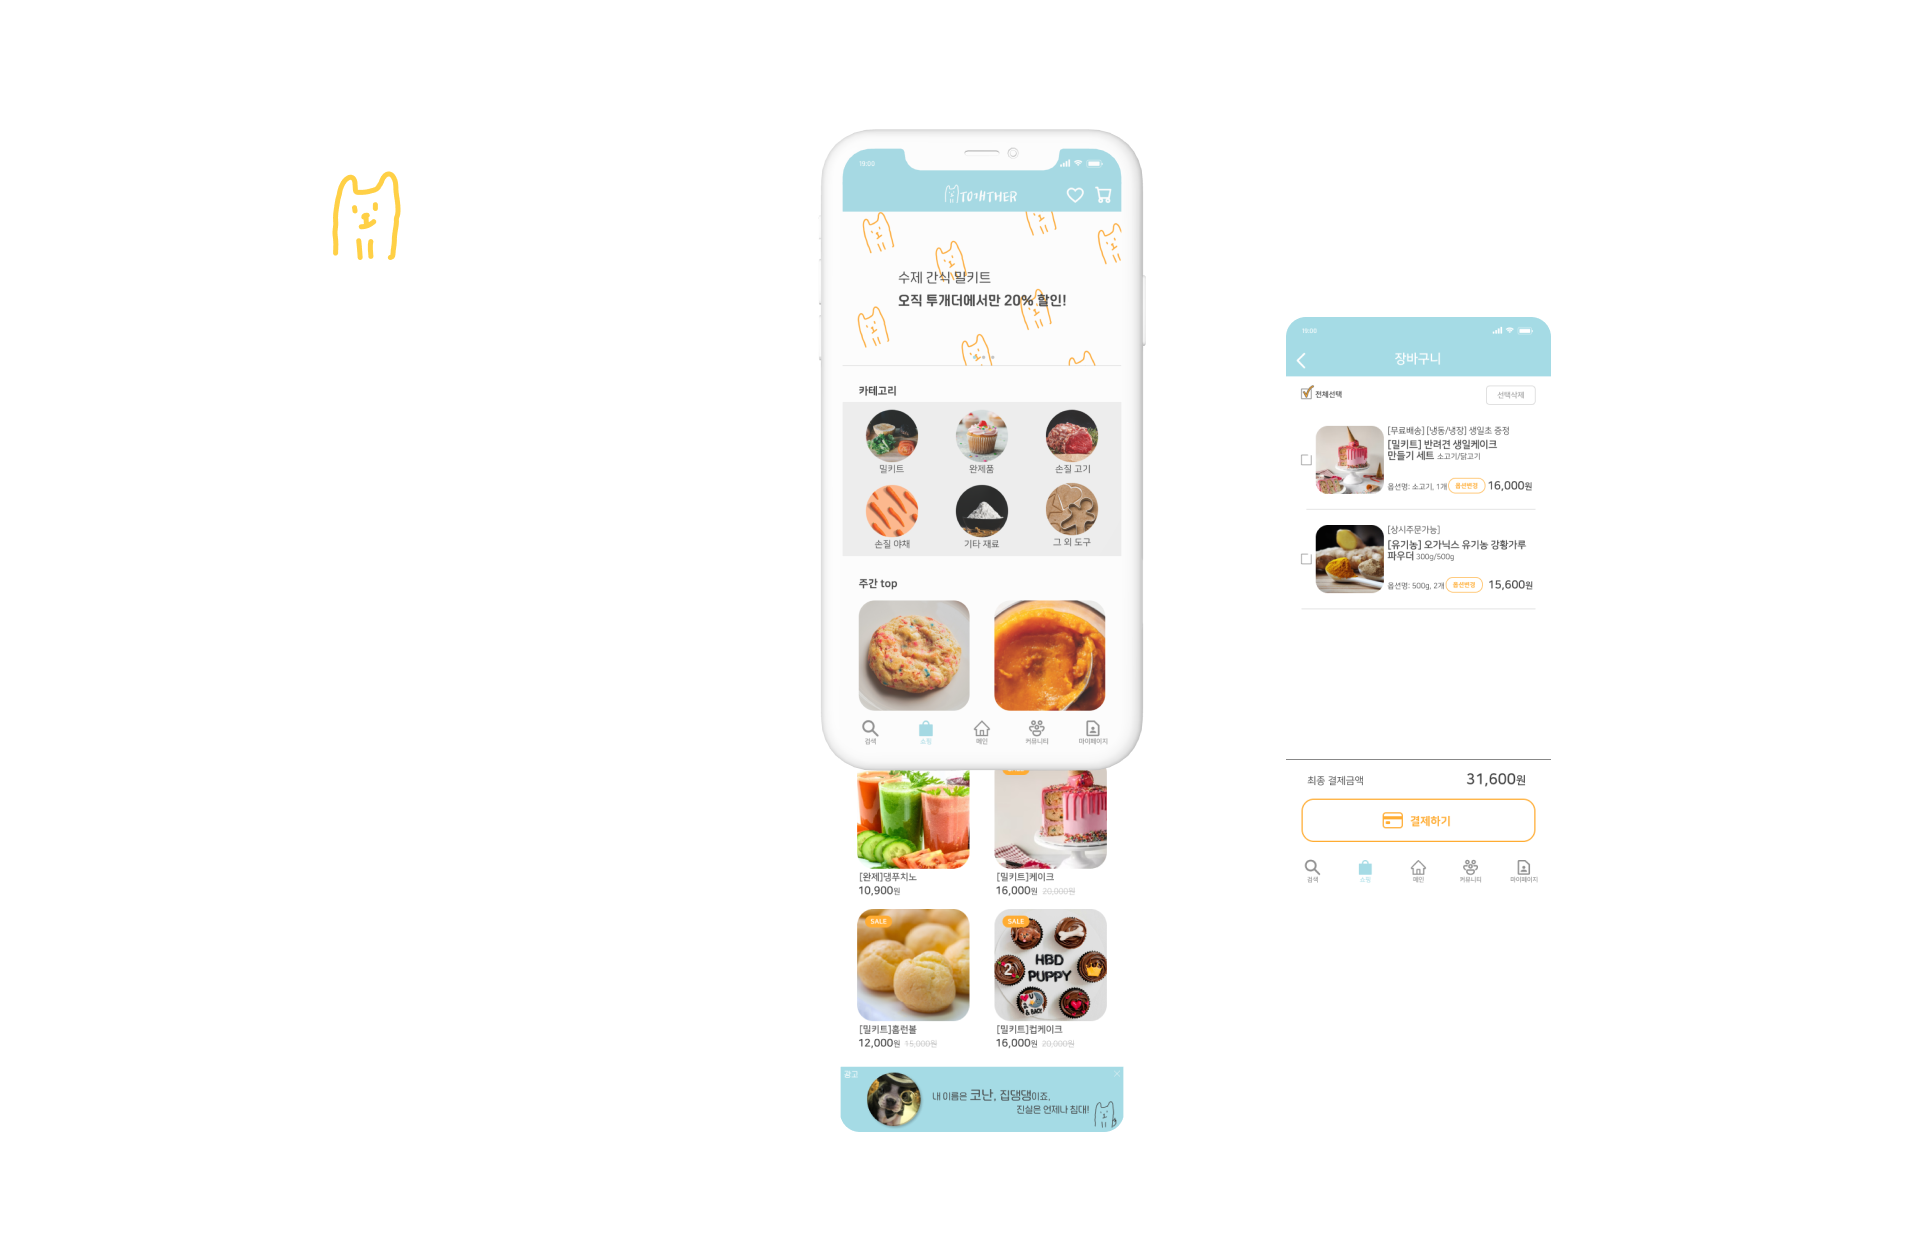 19:00
TO개THER
수제 간식 밀키트
오직 투개더에서만 20% 할인!
카테고리
밀키트
완제품
손질 고기
손질 야채
기타 재료
그 외 도구
주간 top
검색
쇼핑
메인
커뮤니티
마이페이지
[완제]댕푸치노
10,900원
[밀키트]케이크
16,000원 20,000원
SALE
[밀키트]홈런볼
12,000원 15,000원
SALE
HBD
PUPPY
2
[밀키트]컵케이크
16,000원 20,000원
광고
내 이름은 코난, 집댕댕이죠,
진실은 언제나 침대!
19:00
장바구니
전체선택
선택삭제
[무료배송] [냉동/냉장] 생일초 증정
[밀키트] 반려견 생일케이크
만들기 세트 소고기/닭고기
옵션명: 소고기, 1개 옵션변경 16,000원
[상시주문가능]
[유기농] 오가닉스 유기농 강황가루
파우더 300g/500g
옵션명: 500g, 2개 옵션변경 15,600원
최종 결제금액 31,600원
결제하기
검색
쇼핑
메인
커뮤니티
마이페이지